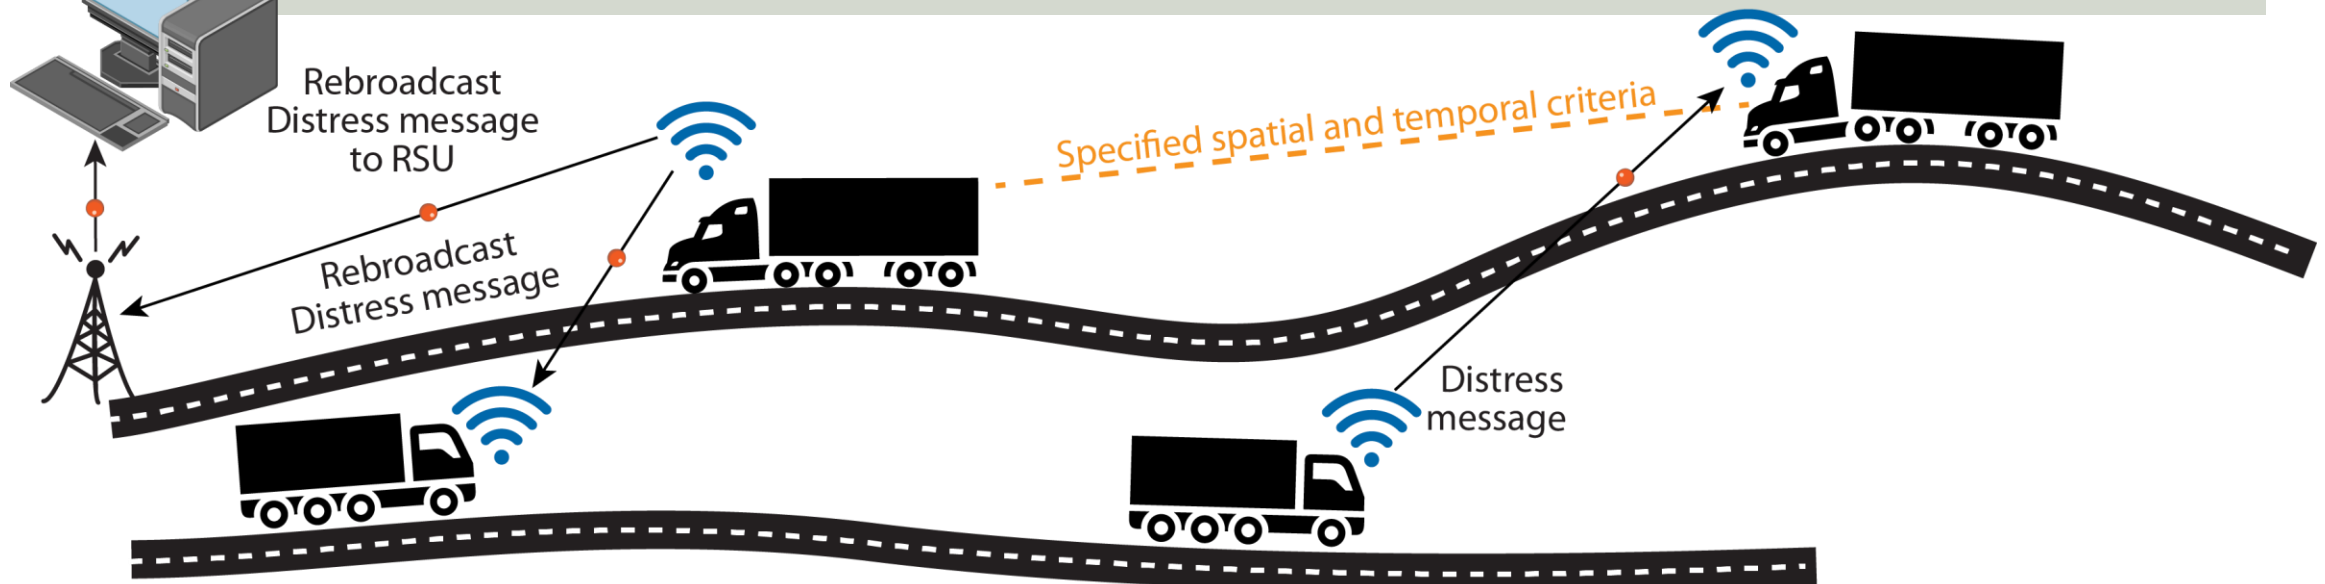 Rebroadcast
Distress message
to RSU
Rebroadcast
Distress message
Specified spatial and temporal criteria
Distress
message